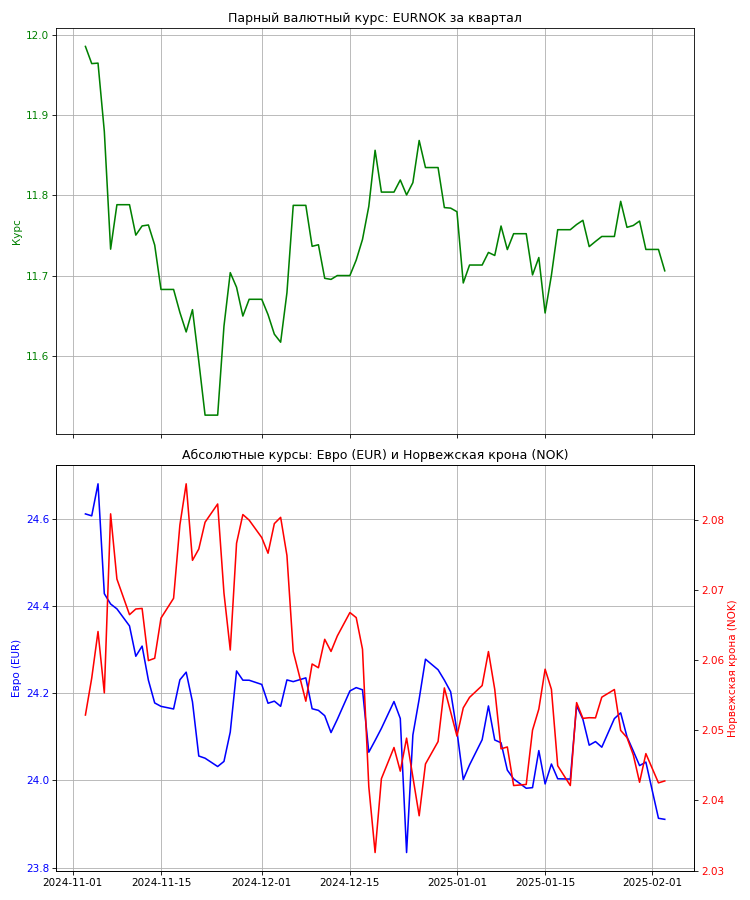 Парный валютный курс: EURNOK за квартал
12.0
11.9
11.8
11.7
11.6
Курс
Абсолютные курсы: Евро (EUR) и Норвежская крона (NOK)
24.6
24.4
24.2
24.0
23.8
Евро (EUR)
2.08
2.07
2.06
2.05
2.04
2.03
Норвежская крона (NOK)
2024-11-01 2024-11-15 2024-12-01 2024-12-15 2025-01-01 2025-01-15 2025-02-01